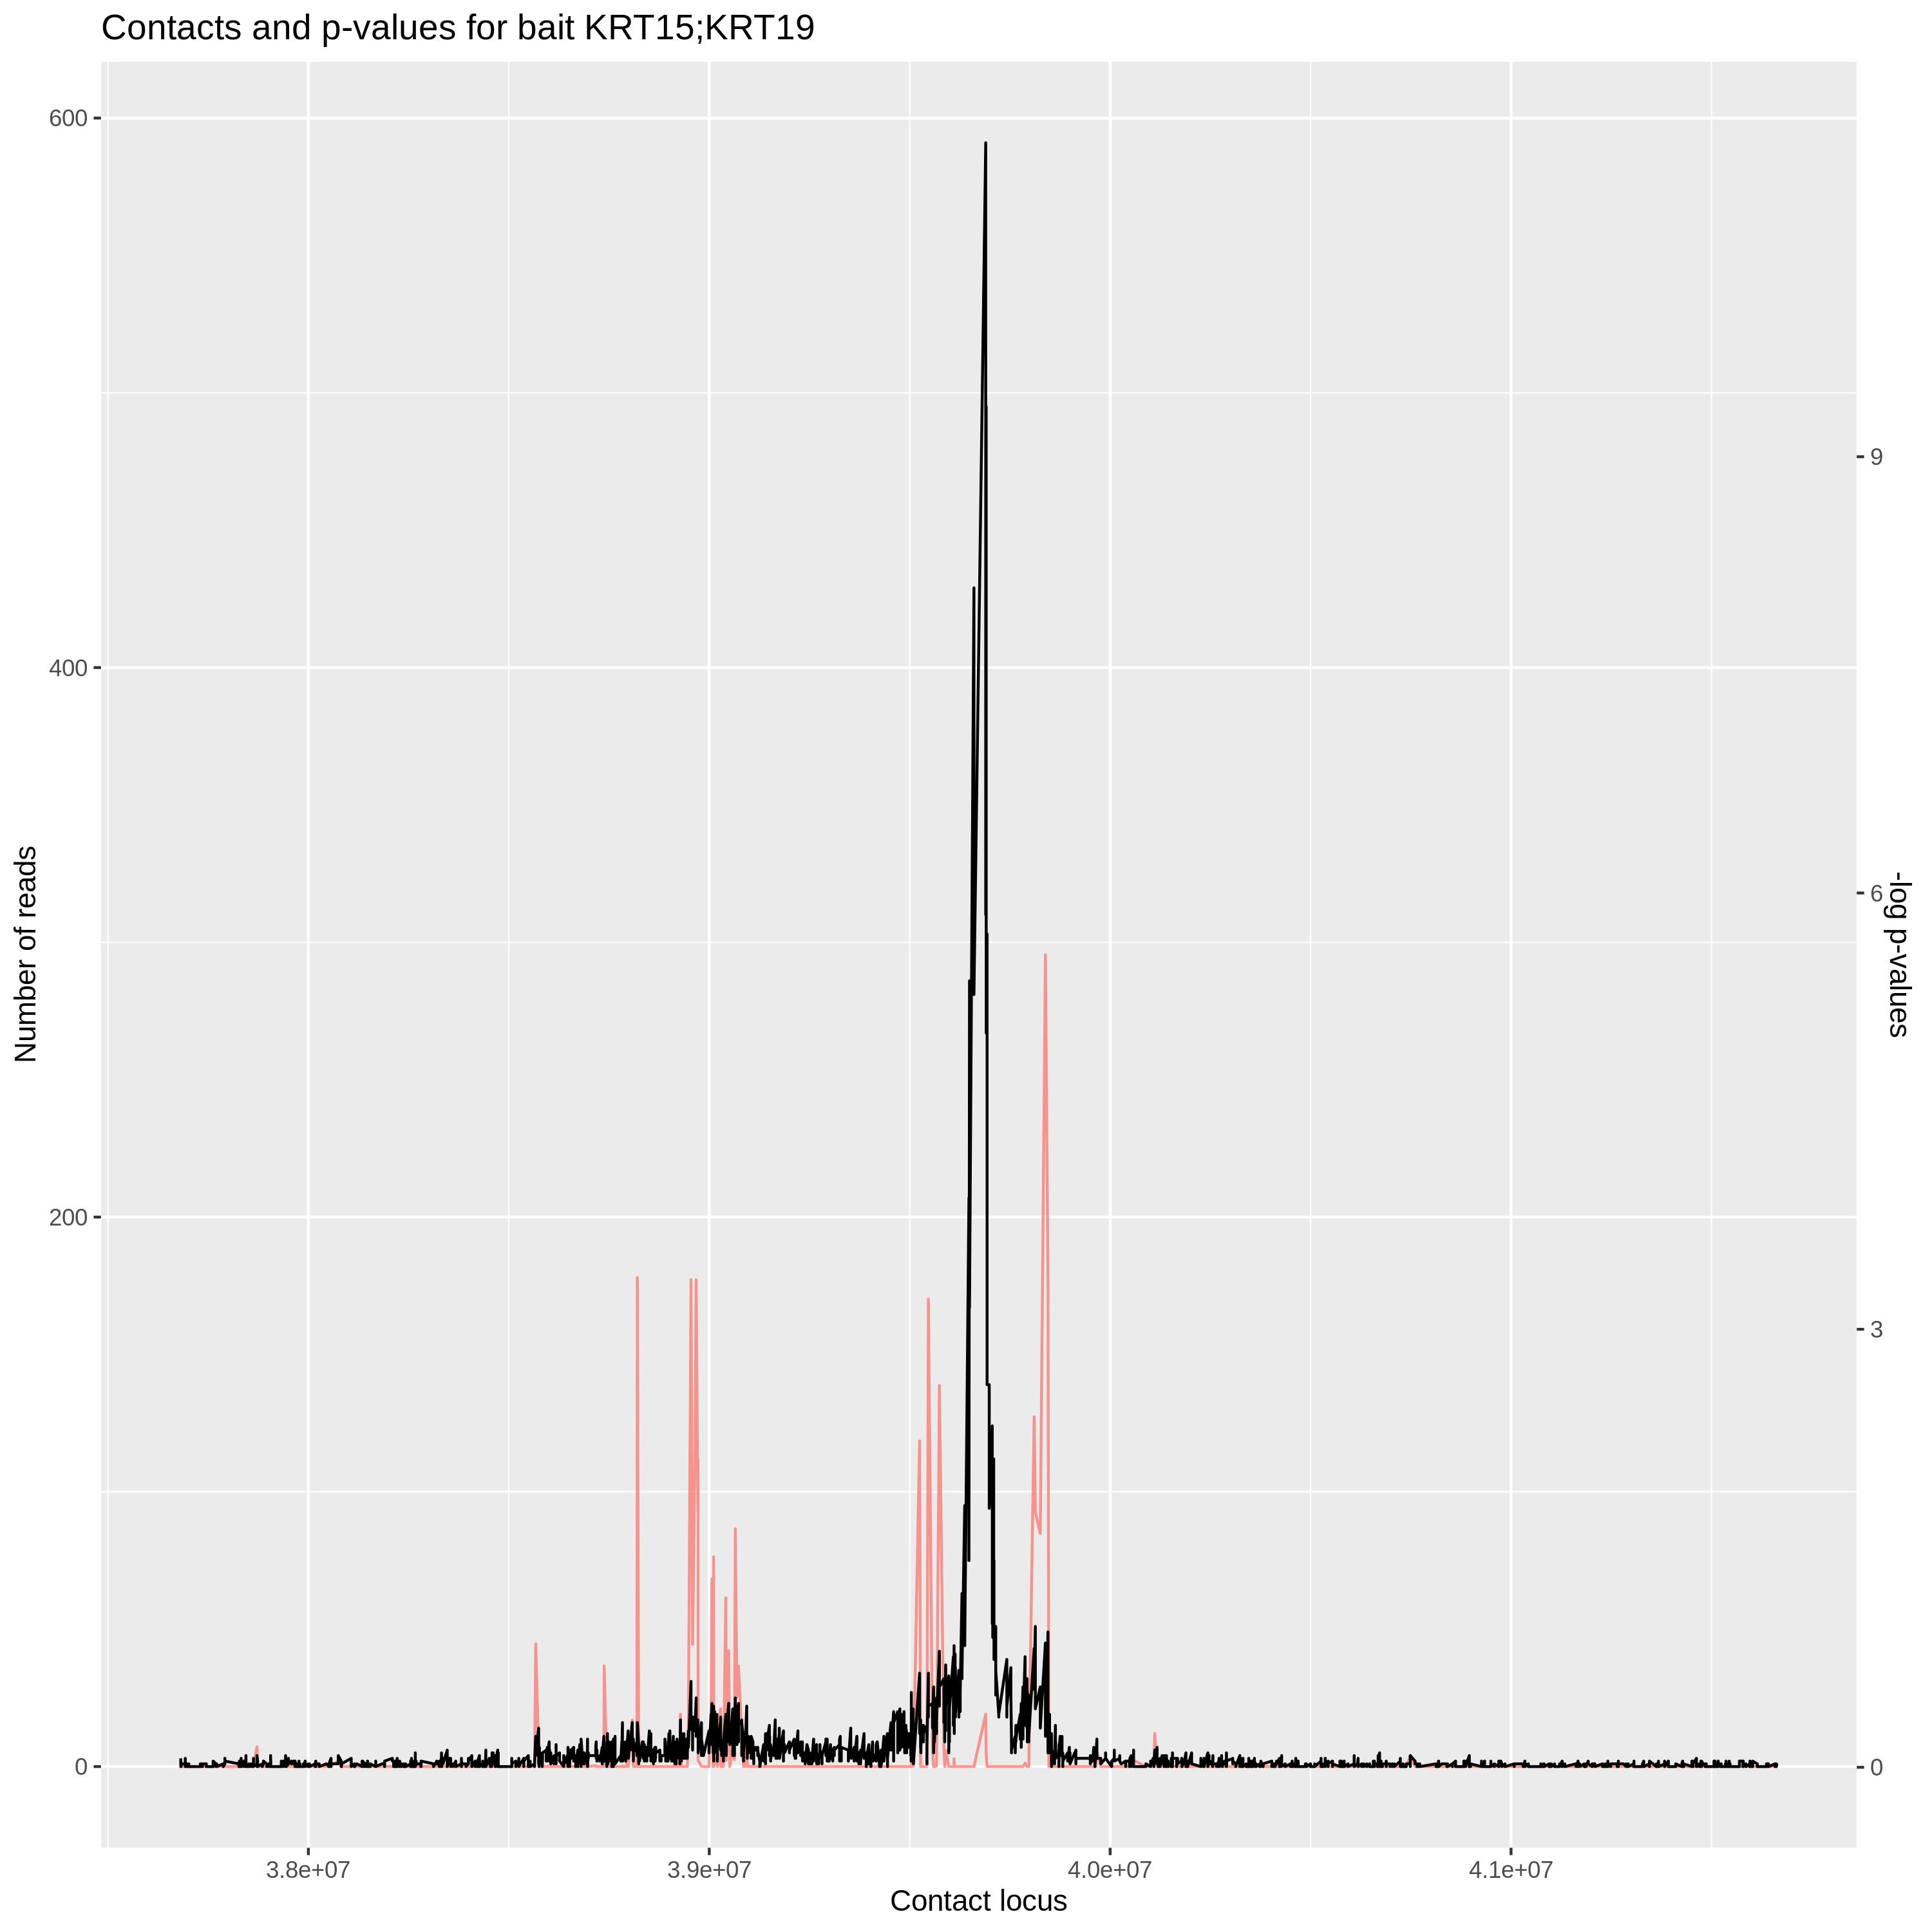 Contacts and p-values for bait KRT15;KRT19
600
400
200
0
Number of reads
9
6
3
0
-log p-values
3.8e+07
3.9e+07
4.0e+07
4.1e+07
Contact locus